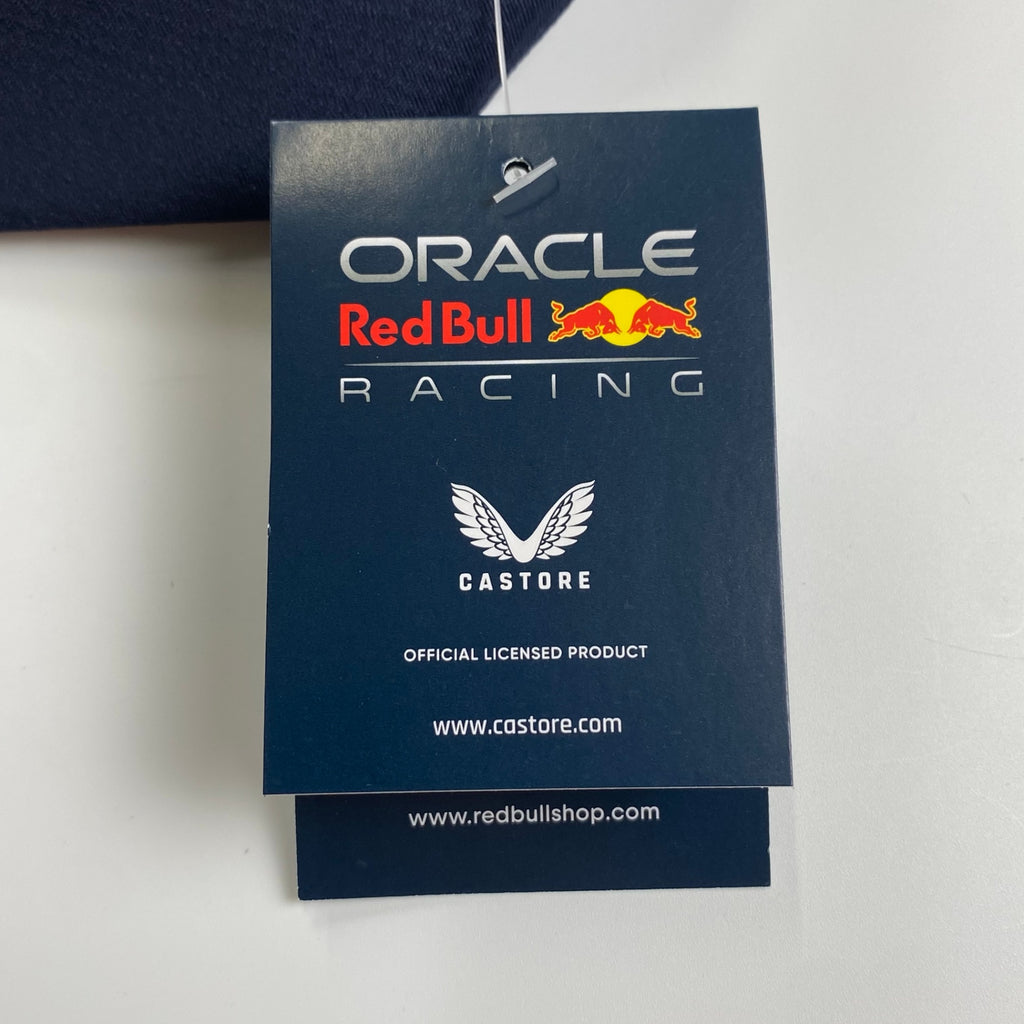 ORACLE
Red Bull
RACING
CASTORE
OFFICIAL LICENSED PRODUCT
www.castore.com
www.redbullshop.com